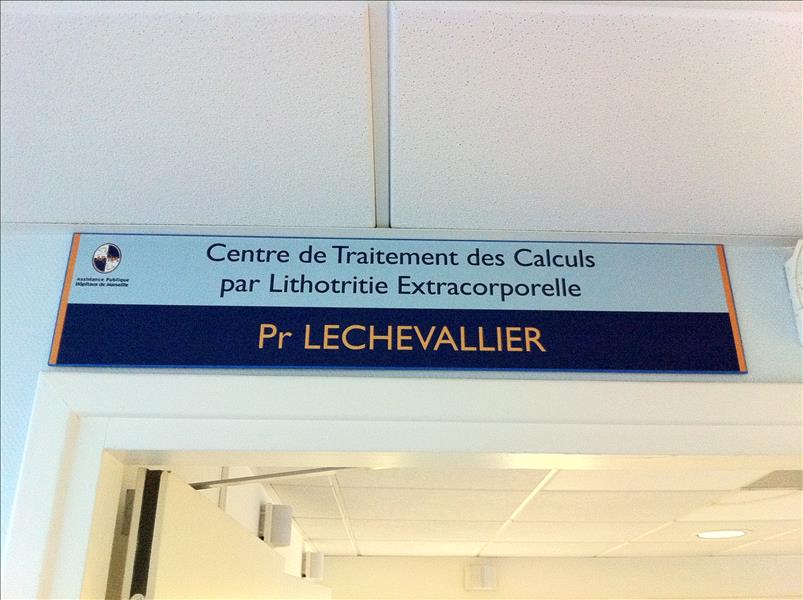 Centre de Traitement des Calculs
par Lithotritie Extracorporelle
Assistance Publique
Hôpitaux de Marseille
Pr LECHEVALLIER